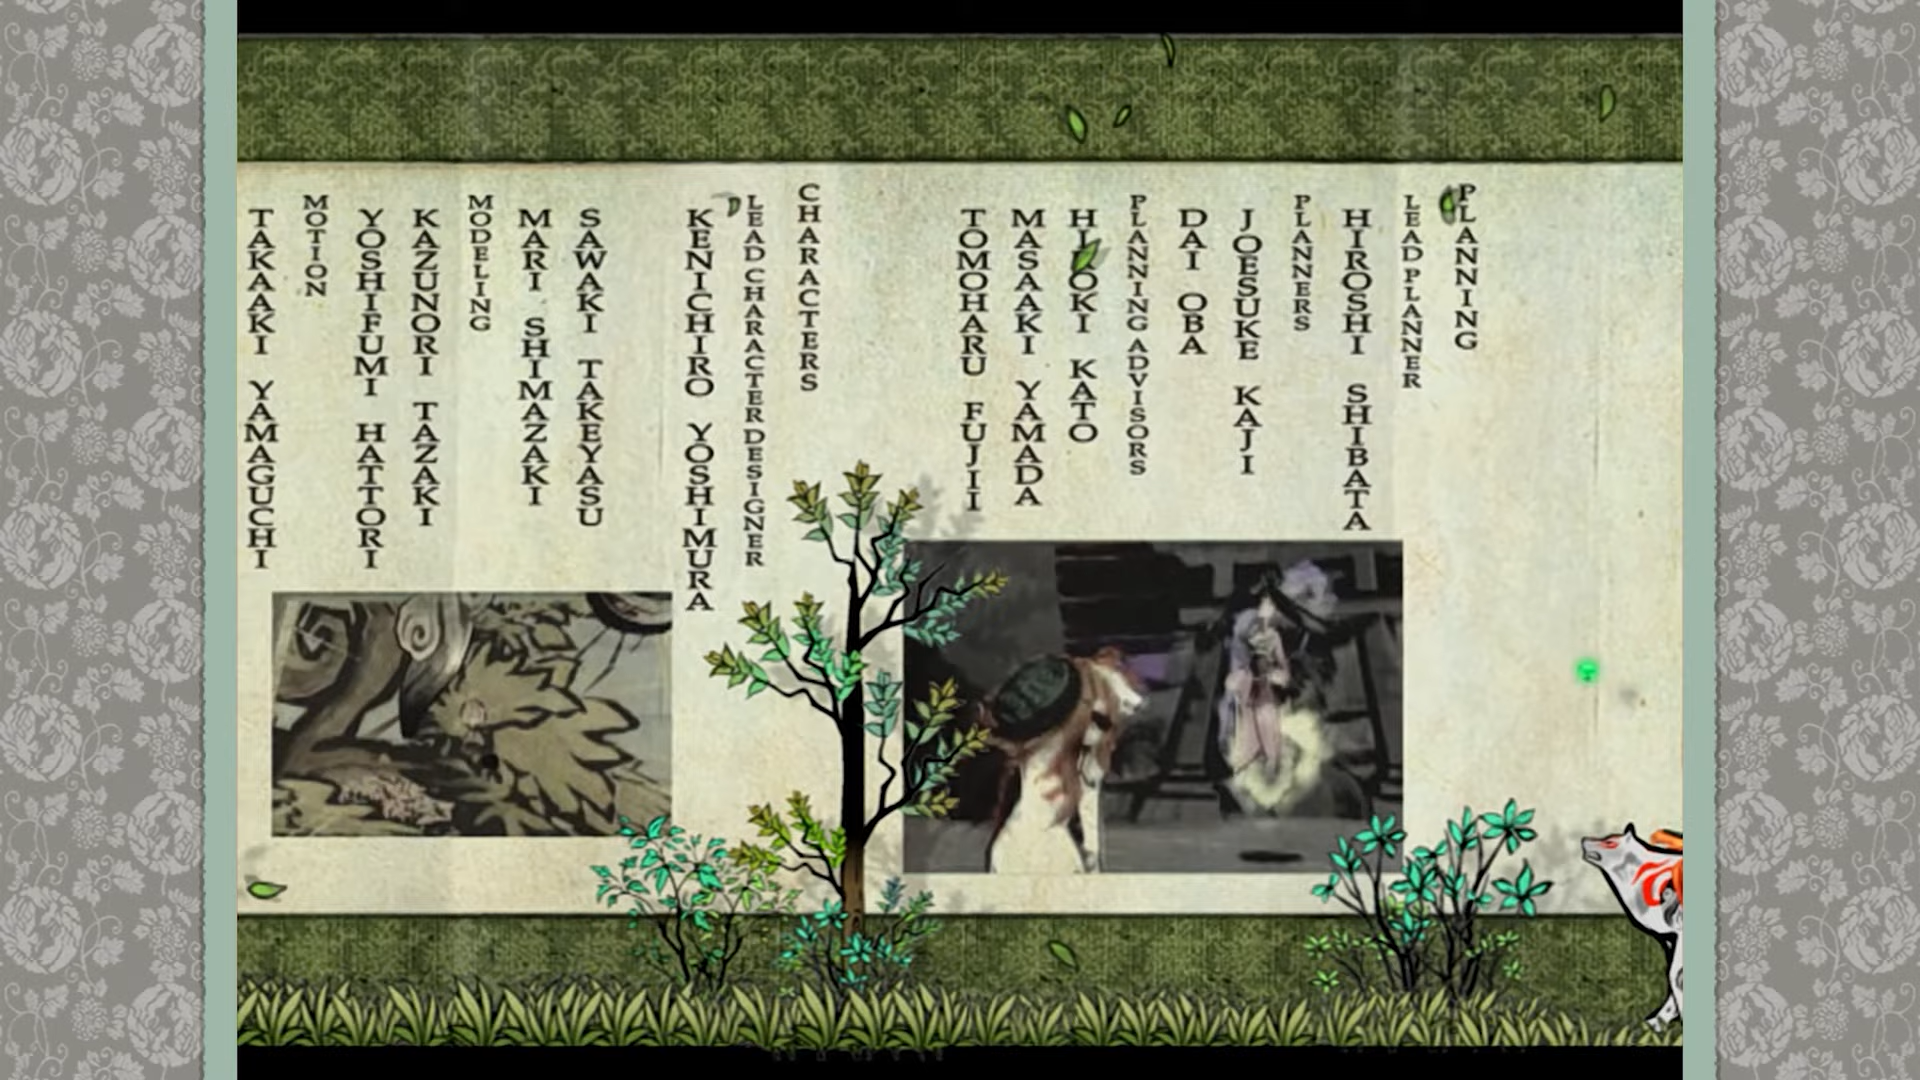 PLANNING
LEAD PLANNER
HIROSHI SHIBATA
PLANNERS
JOESUKE KAJI
DAI OBA
PLANNING ADVISORS
HIROKI KATO
MASAAKI YAMADA
TOMOHARU FUJII
CHARACTERS
LEAD CHARACTER DESIGNER
KENICHIRO YOSHIMURA
SAWAKI TAKEYASU
MARI SHIMAZAKI
MODELING
KAZUNORI TAZAKI
YOSHIFUMI HATTORI
MOTION
TAKAAKI YAMAGUCHI